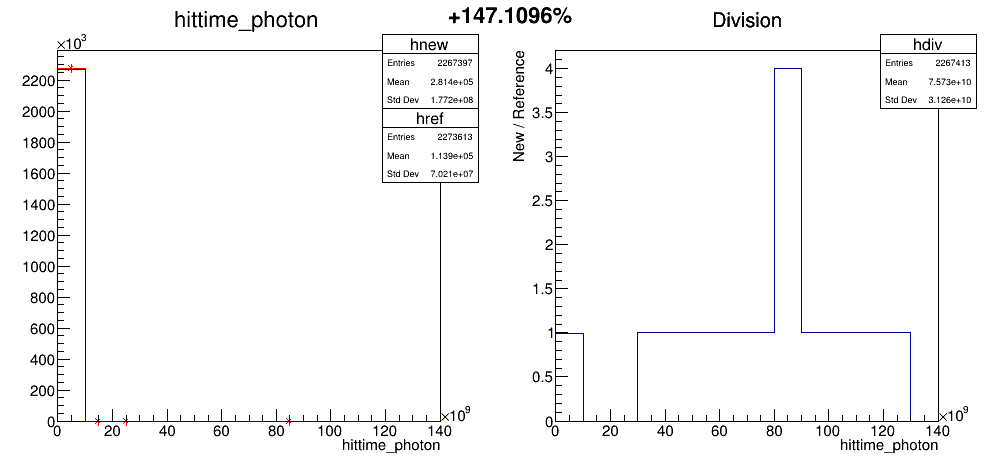 +147.1096%
hittime_photon
×10³
hnew
Entries 2267397
Mean 2.814e+05
Std Dev 1.772e+08
href
Entries 2273613
Mean 1.139e+05
Std Dev 7.021e+07
2200
2000
1800
1600
1400
1200
1000
800
600
400
200
0
0 20 40 60 80 100 120 140
×10⁹
hittime_photon
Division
hdiv
Entries 2267413
Mean 7.573e+10
Std Dev 3.126e+10
New / Reference
4
3.5
3
2.5
2
1.5
1
0.5
0
0 20 40 60 80 100 120 140
×10⁹
hittime_photon